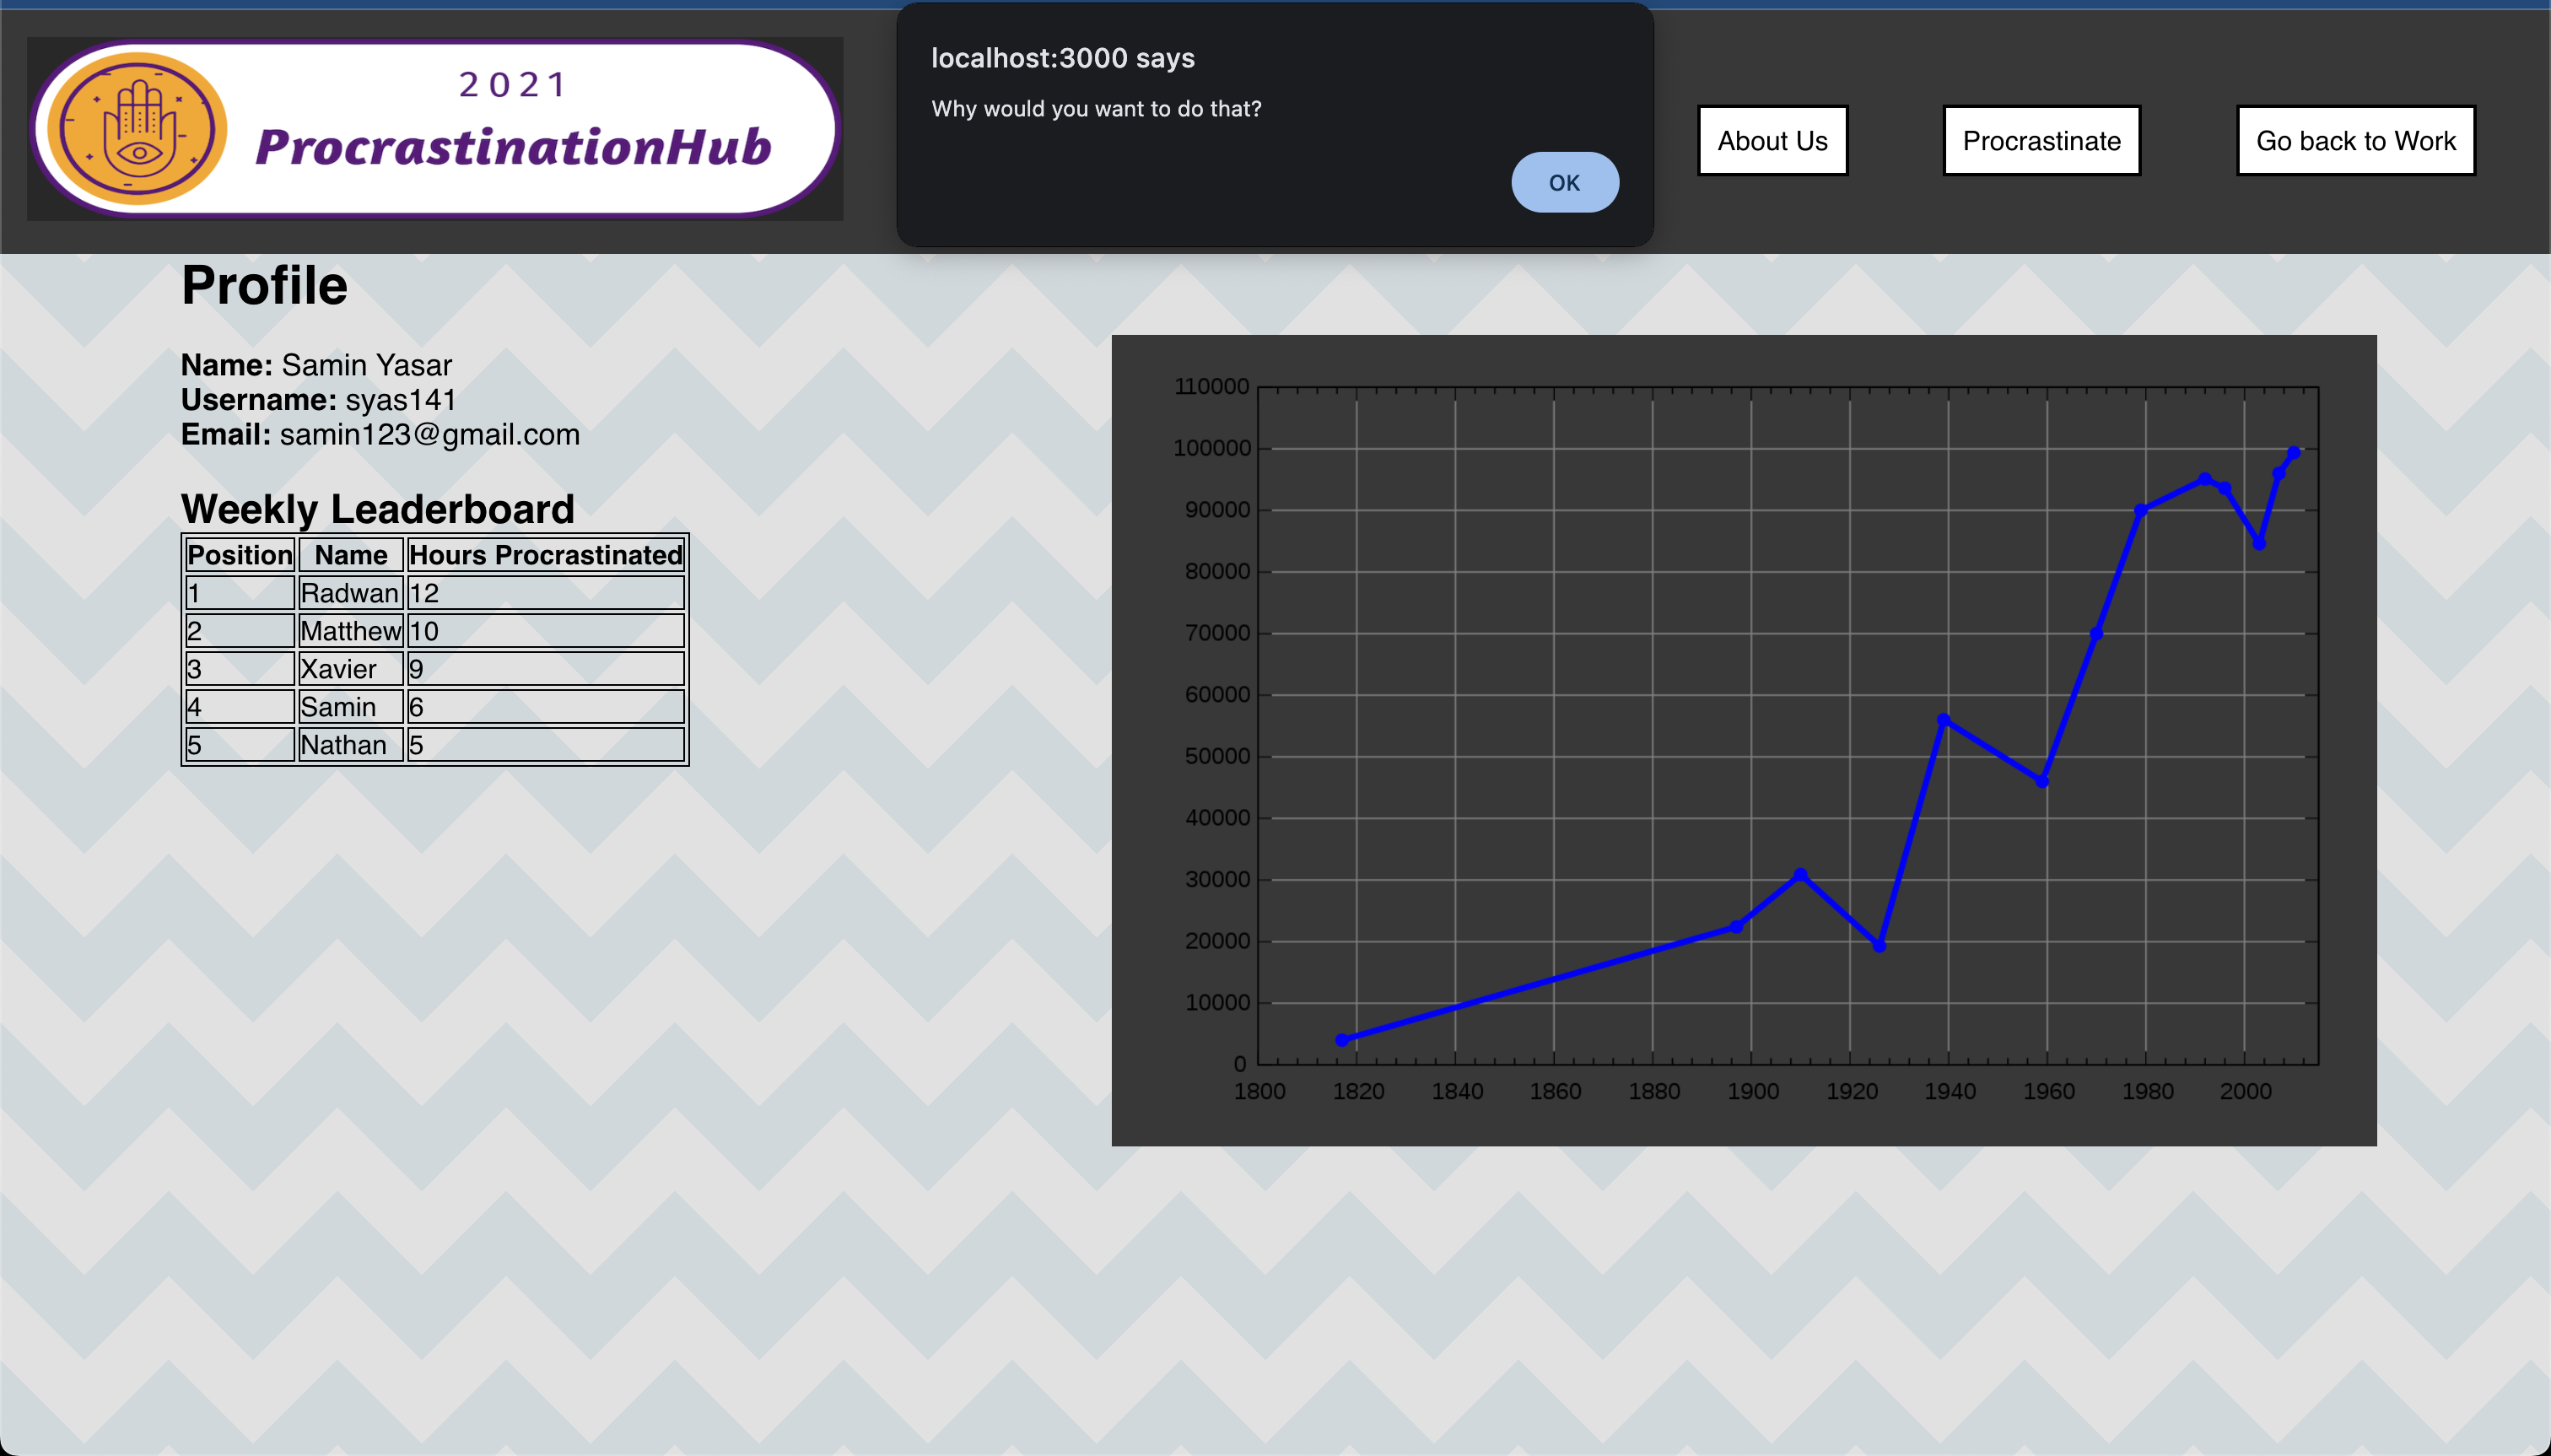 2021
ProcrastinationHub
localhost:3000 says
Why would you want to do that?
OK
About Us
Procrastinate
Go back to Work
Profile
Name: Samin Yasar
Username: syas141
Email: samin123@gmail.com
Weekly Leaderboard
Position Name Hours Procrastinated
1 Radwan 12
2 Matthew 10
3 Xavier 9
4 Samin 6
5 Nathan 5
110000
100000
90000
80000
70000
60000
50000
40000
30000
20000
10000
0
1800 1820 1840 1860 1880 1900 1920 1940 1960 1980 2000